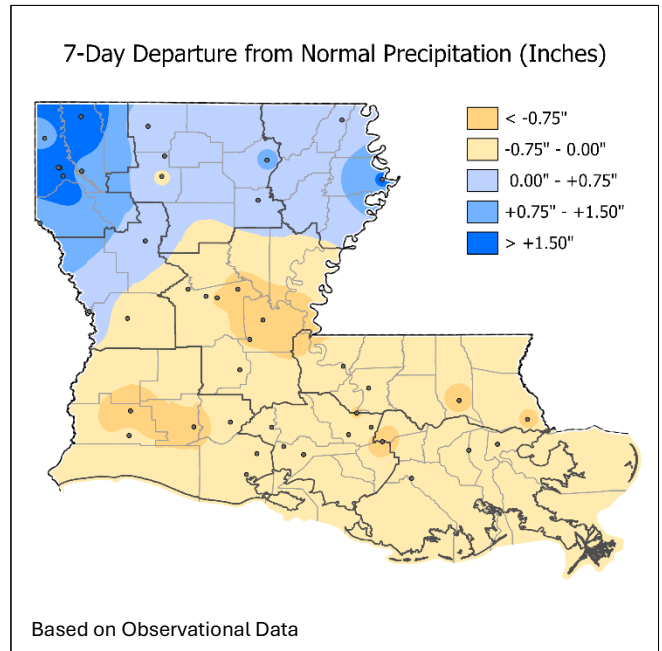 7-Day Departure from Normal Precipitation (Inches)
< -0.75"
-0.75" - 0.00"
0.00" - +0.75"
+0.75" - +1.50"
> +1.50"
Based on Observational Data